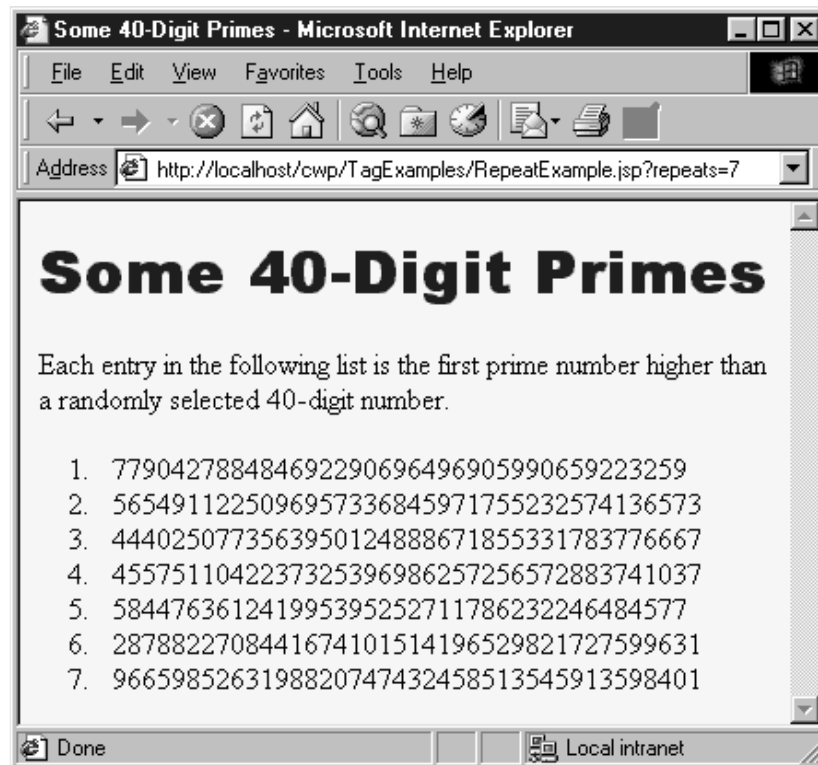 Some 40-Digit Primes - Microsoft Internet Explorer
File Edit View Favorites Tools Help
Address http://localhost/cwp/TagExamples/RepeatExample.jsp?repeats=7
Some 40-Digit Primes
Each entry in the following list is the first prime number higher than
a randomly selected 40-digit number.
1. 779042788484692290696496905990659223259
2. 5654911225096957336845971755232574136573
3. 4440250773563950124888671855331783776667
4. 4557511042237325396986257256572883741037
5. 584476361241995395252711786232246484577
6. 2878822708441674101514196529821727599631
7. 9665985263198820747432458513545913598401
Done
Local intranet